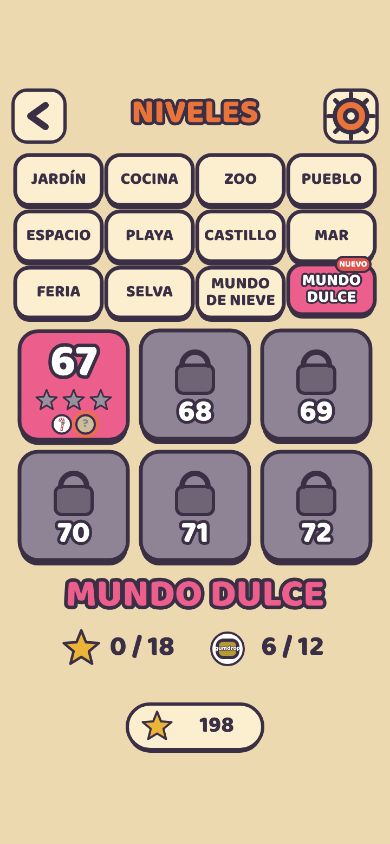 NIVELES
JARDÍN COCINA ZOO PUEBLO
ESPACIO PLAYA CASTILLO MAR
NUEVO
FERIA SELVA MUNDO DE NIEVE MUNDO DULCE
67 68 69
?
70 71 72
MUNDO DULCE
0 / 18 gumdrop 6 / 12
198